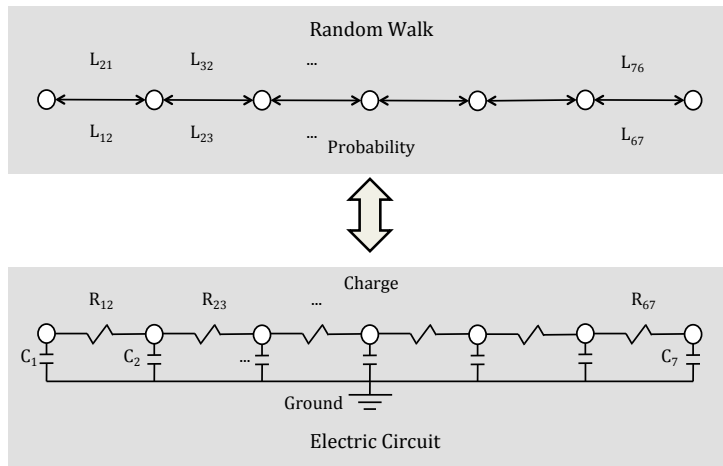 Random Walk
L21 L32 ... L76
L12 L23 ... L67
Probability
Charge
R12 R23 ... R67
C1 C2 ... C7
Ground
Electric Circuit